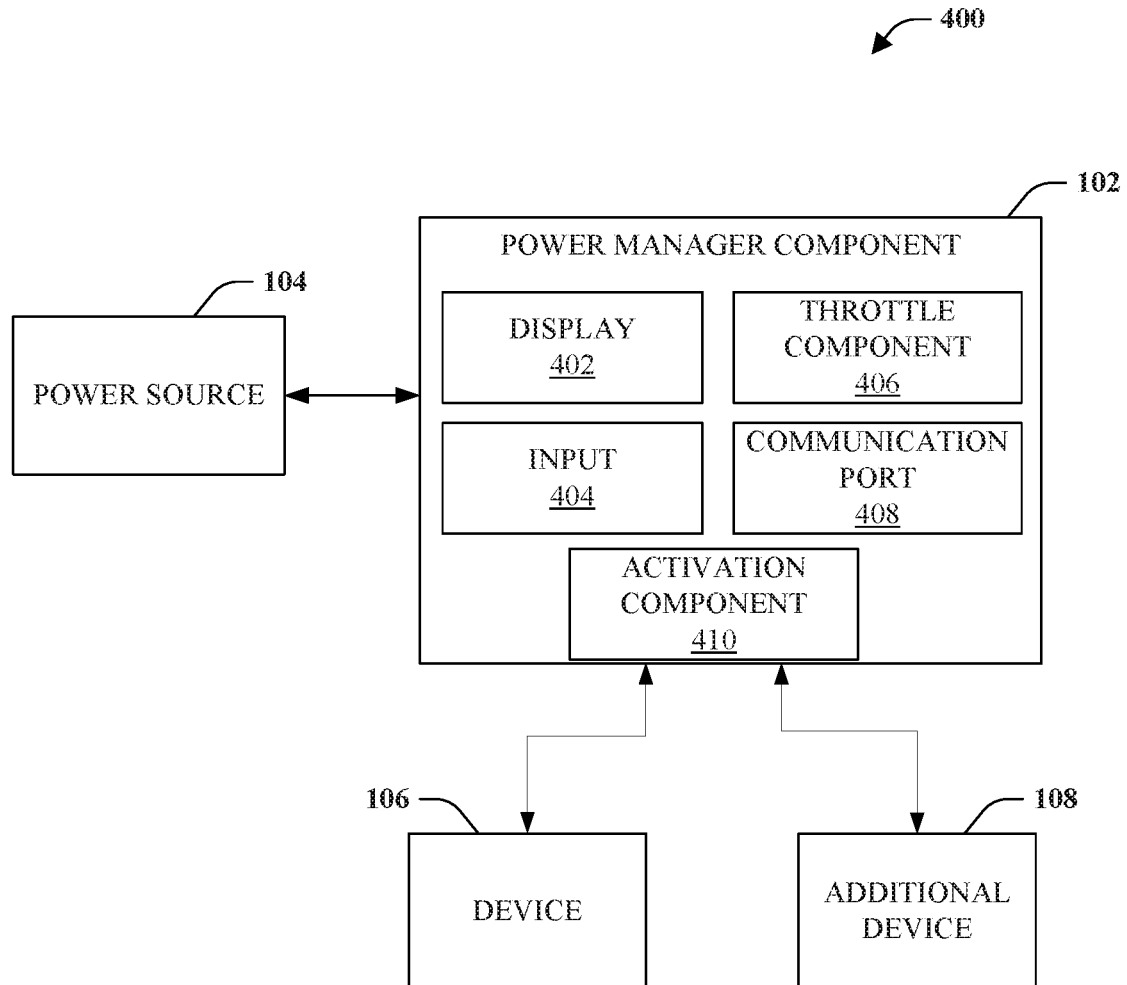 400
102
POWER MANAGER COMPONENT
104
DISPLAY
402
THROTTLE
COMPONENT
406
POWER SOURCE
INPUT
404
COMMUNICATION
PORT
408
ACTIVATION
COMPONENT
410
106
108
DEVICE
ADDITIONAL
DEVICE